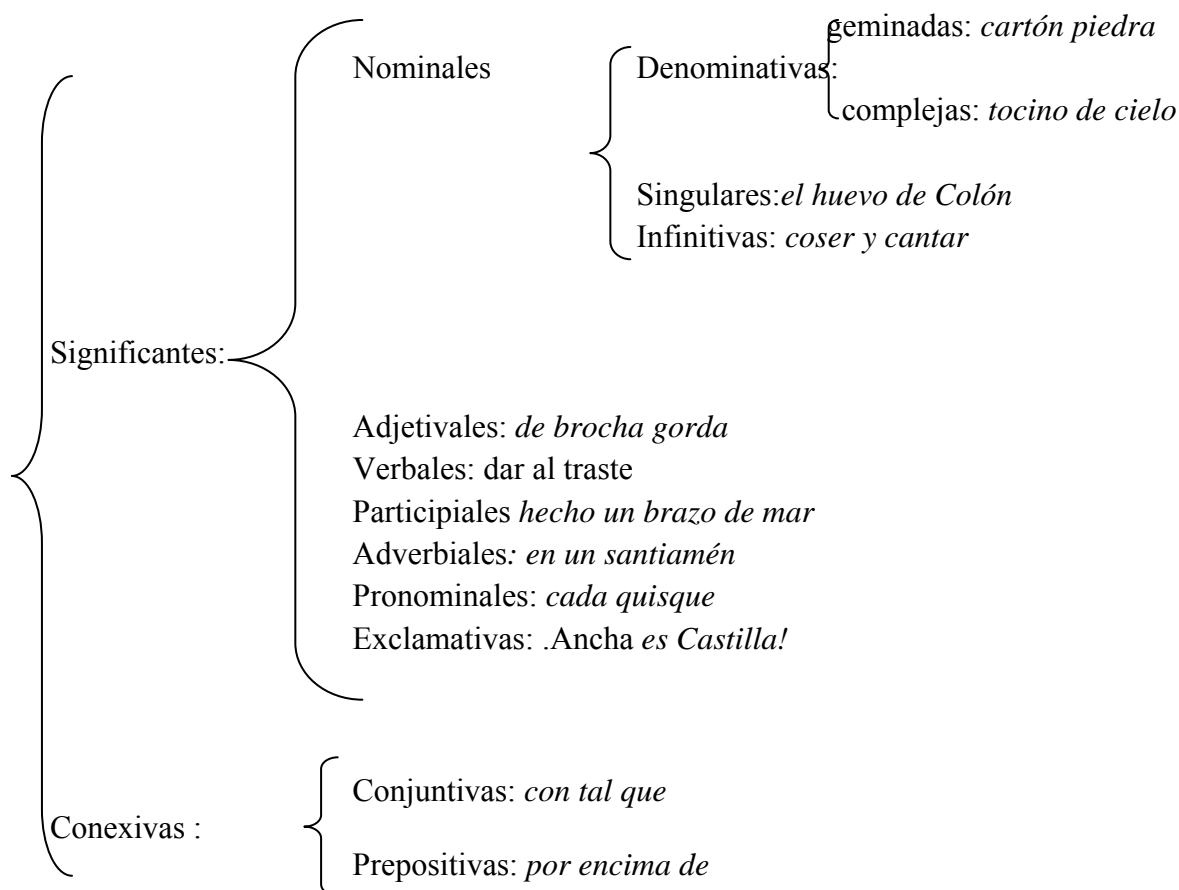 geminadas: cartón piedra
Nominales Denominativas:
complejas: tocino de cielo
Singulares:el huevo de Colón
Infinitivas: coser y cantar
Significantes:
Adjetivales: de brocha gorda
Verbales: dar al traste
Participiales hecho un brazo de mar
Adverbiales: en un santiamén
Pronominales: cada quisque
Exclamativas: .Ancha es Castilla!
Conjuntivas: con tal que
Conexivas :
Prepositivas: por encima de